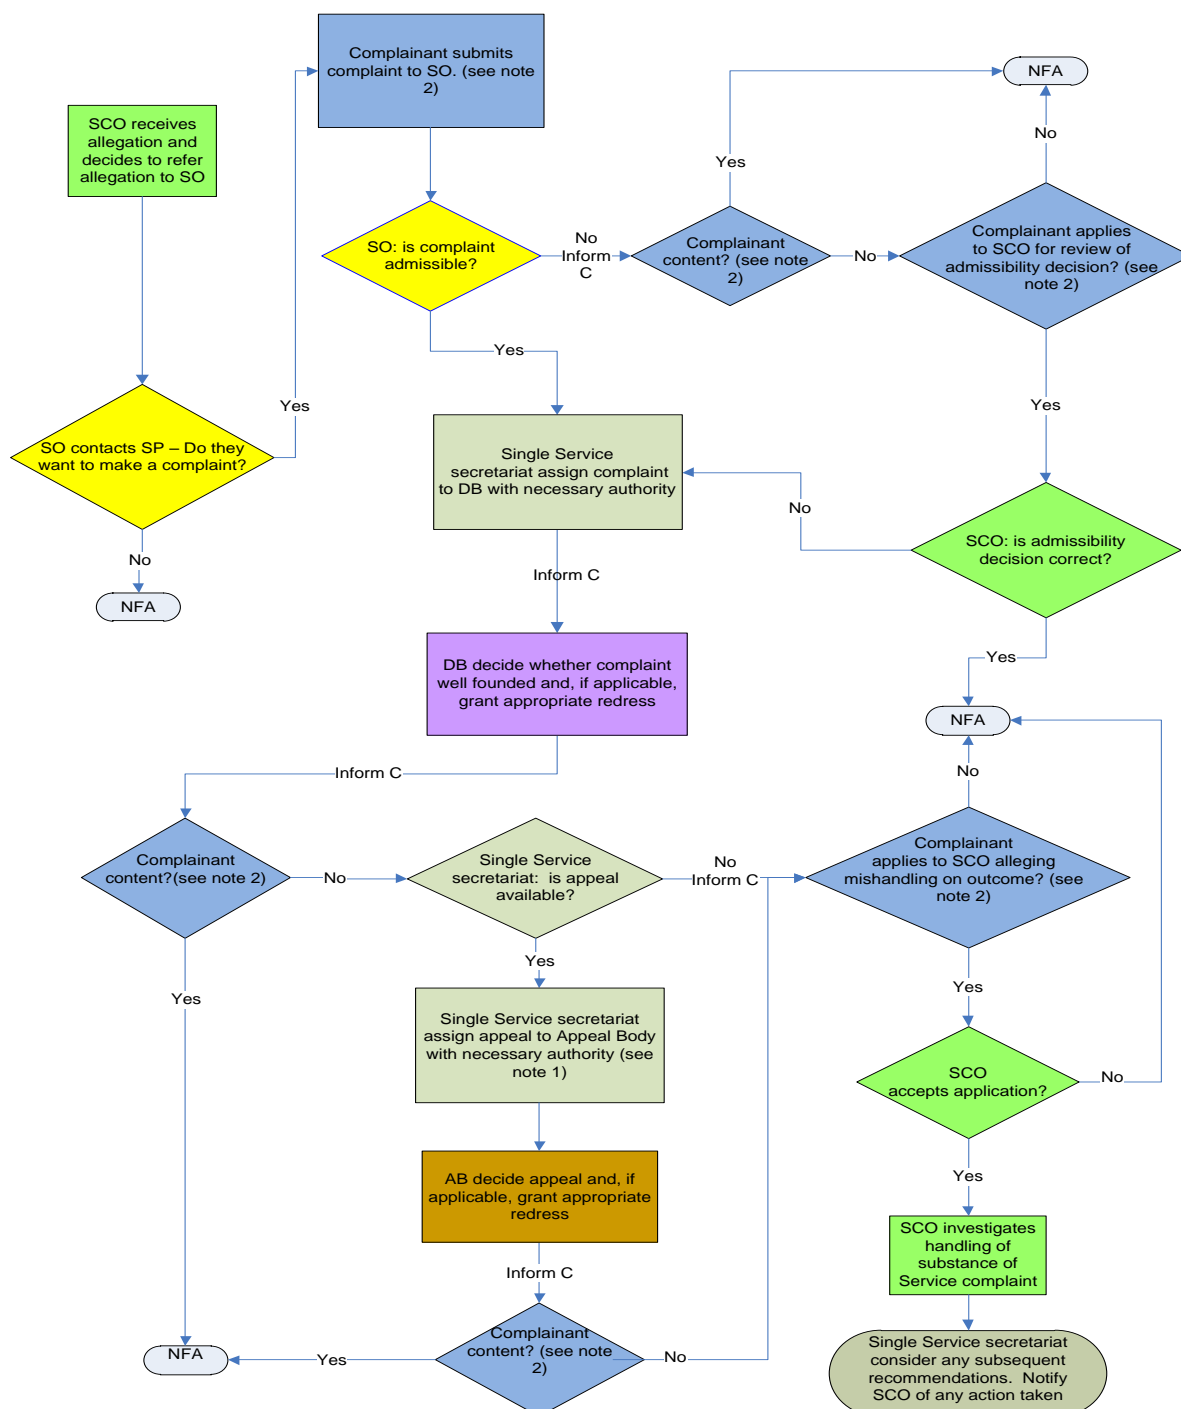 Complainant submits
complaint to SO. (see note
2)
NFA
SCO receives
allegation and
decides to refer
allegation to SO
No
Yes
Complainant applies
to SCO for review of
admissibility decision? (see
note 2)
SO: is complaint
admissible?
No
Inform
C
Complainant
content? (see note
2)
No
Yes
Yes
Yes
SO contacts SP – Do they
want to make a complaint?
Single Service
secretariat assign complaint
to DB with necessary authority
No
SCO: is admissibility
decision correct?
No
NFA
Inform C
DB decide whether complaint
well founded and, if applicable,
grant appropriate redress
Yes
NFA
Inform C
No
Complainant
content?(see note 2)
No
Single Service
secretariat:  is appeal
available?
No
Inform C
Complainant
applies to SCO alleging
mishandling on outcome? (see
note 2)
Yes
Yes
Yes
Single Service secretariat
assign appeal to Appeal Body
with necessary authority (see
note 1)
SCO
accepts application?
No
AB decide appeal and, if
applicable, grant appropriate
redress
Yes
SCO investigates
handling of
substance of
Service complaint
Inform C
Complainant
content? (see note
2)
NFA
Yes
No
Single Service secretariat
consider any subsequent
recommendations.  Notify
SCO of any action taken